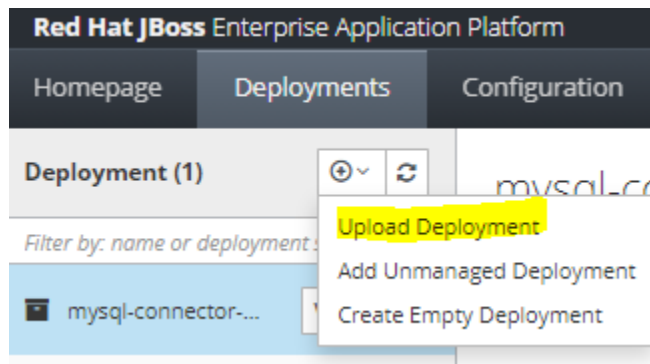 Red Hat JBoss Enterprise Application Platform
Homepage Deployments Configuration
Deployment (1)
mysql-c
Upload Deployment
Filter by: name or deployment
Add Unmanaged Deployment
mysql-connector-...
Create Empty Deployment